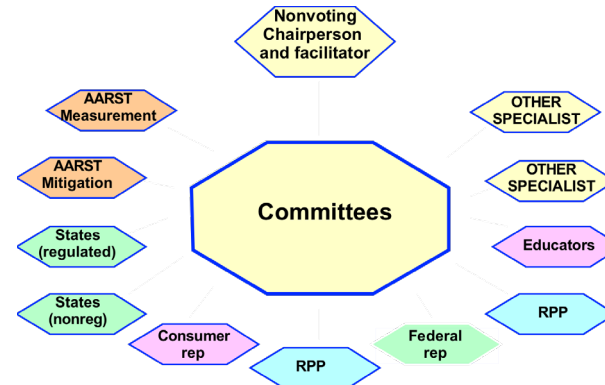 Nonvoting
Chairperson
and facilitator
AARST
Measurement
OTHER
SPECIALIST
AARST
Mitigation
OTHER
SPECIALIST
Committees
States
(regulated)
Educators
States
(nonreg)
RPP
Consumer
rep
Federal
rep
RPP